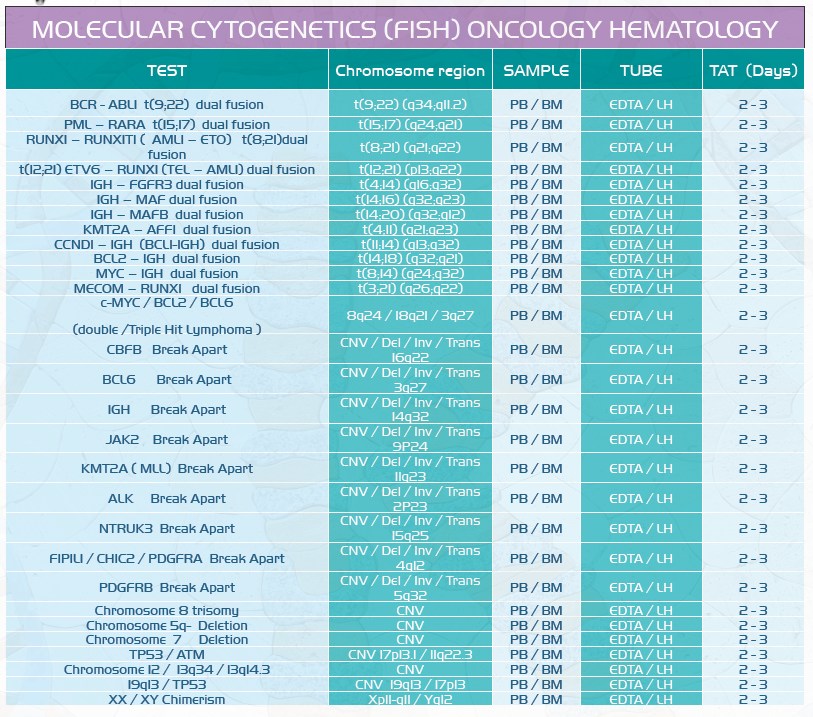 MOLECULAR CYTOGENETICS (FISH) ONCOLOGY HEMATOLOGY
TEST Chromosome region SAMPLE TUBE TAT (Days)
BCR - ABL1 t(9;22) dual fusion t(9;22) (q34;q11.2) PB / BM EDTA / LH 2 - 3
PML – RARA t(15;17) dual fusion t(15;17) (q24;q21) PB / BM EDTA / LH 2 - 3
RUNX1 – RUNX1T1 ( AML1 – ETO) t(8;21)dual
fusion t(8;21) (q21;q22) PB / BM EDTA / LH 2 - 3
t(12;21) ETV6 – RUNX1 (TEL – AML1) dual fusion t(12;21) (p13;q22) PB / BM EDTA / LH 2 - 3
IGH – FGFR3 dual fusion t(4;14) (q16;q32) PB / BM EDTA / LH 2 - 3
IGH – MAF dual fusion t(14;16) (q32;q23) PB / BM EDTA / LH 2 - 3
IGH – MAFB dual fusion t(14;20) (q32;q12) PB / BM EDTA / LH 2 - 3
KMT2A – AFF1 dual fusion t(4;11) (q21;q23) PB / BM EDTA / LH 2 - 3
CCND1 – IGH (BCL1-IGH) dual fusion t(11;14) (q13;q32) PB / BM EDTA / LH 2 - 3
BCL2 – IGH dual fusion t(14;18) (q32;q21) PB / BM EDTA / LH 2 - 3
MYC – IGH dual fusion t(8;14) (q24;q32) PB / BM EDTA / LH 2 - 3
MECOM – RUNX1 dual fusion t(3;21) (q26;q22) PB / BM EDTA / LH 2 - 3
c-MYC / BCL2 / BCL6
(double /Triple Hit Lymphoma ) 8q24 / 18q21 / 3q27 PB / BM EDTA / LH 2 - 3
CBFB Break Apart CNV / Del / Inv / Trans
16q22 PB / BM EDTA / LH 2 - 3
BCL6 Break Apart CNV / Del / Inv / Trans
3q27 PB / BM EDTA / LH 2 - 3
IGH Break Apart CNV / Del / Inv / Trans
14q32 PB / BM EDTA / LH 2 - 3
JAK2 Break Apart CNV / Del / Inv / Trans
9P24 PB / BM EDTA / LH 2 - 3
KMT2A ( MLL) Break Apart CNV / Del / Inv / Trans
11q23 PB / BM EDTA / LH 2 - 3
ALK Break Apart CNV / Del / Inv / Trans
2P23 PB / BM EDTA / LH 2 - 3
NTRUK3 Break Apart CNV / Del / Inv / Trans
15q25 PB / BM EDTA / LH 2 - 3
FIP1L1 / CHIC2 / PDGFRA Break Apart CNV / Del / Inv / Trans
4q12 PB / BM EDTA / LH 2 - 3
PDGFRB Break Apart CNV / Del / Inv / Trans
5q32 PB / BM EDTA / LH 2 - 3
Chromosome 8 trisomy CNV PB / BM EDTA / LH 2 - 3
Chromosome 5q- Deletion CNV PB / BM EDTA / LH 2 - 3
Chromosome 7 Deletion CNV PB / BM EDTA / LH 2 - 3
TP53 / ATM CNV 17p13.1 / 11q22.3 PB / BM EDTA / LH 2 - 3
Chromosome 12 / 13q34 / 13q14.3 CNV PB / BM EDTA / LH 2 - 3
19q13 / TP53 CNV 19q13 / 17p13 PB / BM EDTA / LH 2 - 3
XX / XY Chimerism Xp11-q11 / Yq12 PB / BM EDTA / LH 2 - 3